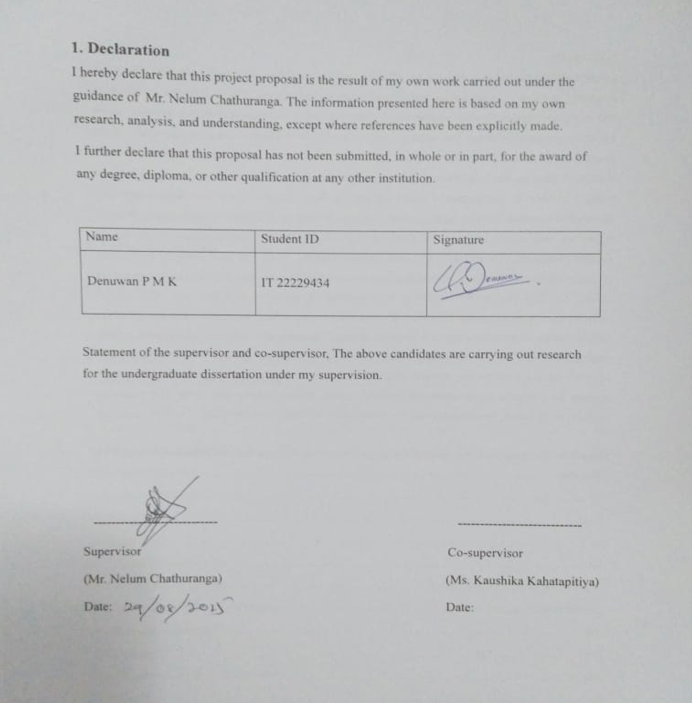 1. Declaration
I hereby declare that this project proposal is the result of my own work carried out under the
guidance of Mr. Nelum Chathuranga. The information presented here is based on my own
research, analysis, and understanding, except where references have been explicitly made.
I further declare that this proposal has not been submitted, in whole or in part, for the award of
any degree, diploma, or other qualification at any other institution.
Name Student ID Signature
Denuwan P M K IT 22229434
Statement of the supervisor and co-supervisor, The above candidates are carrying out research
for the undergraduate dissertation under my supervision.
Supervisor Co-supervisor
(Mr. Nelum Chathuranga) (Ms. Kaushika Kahatapitiya)
Date: 29/08/2025 Date: